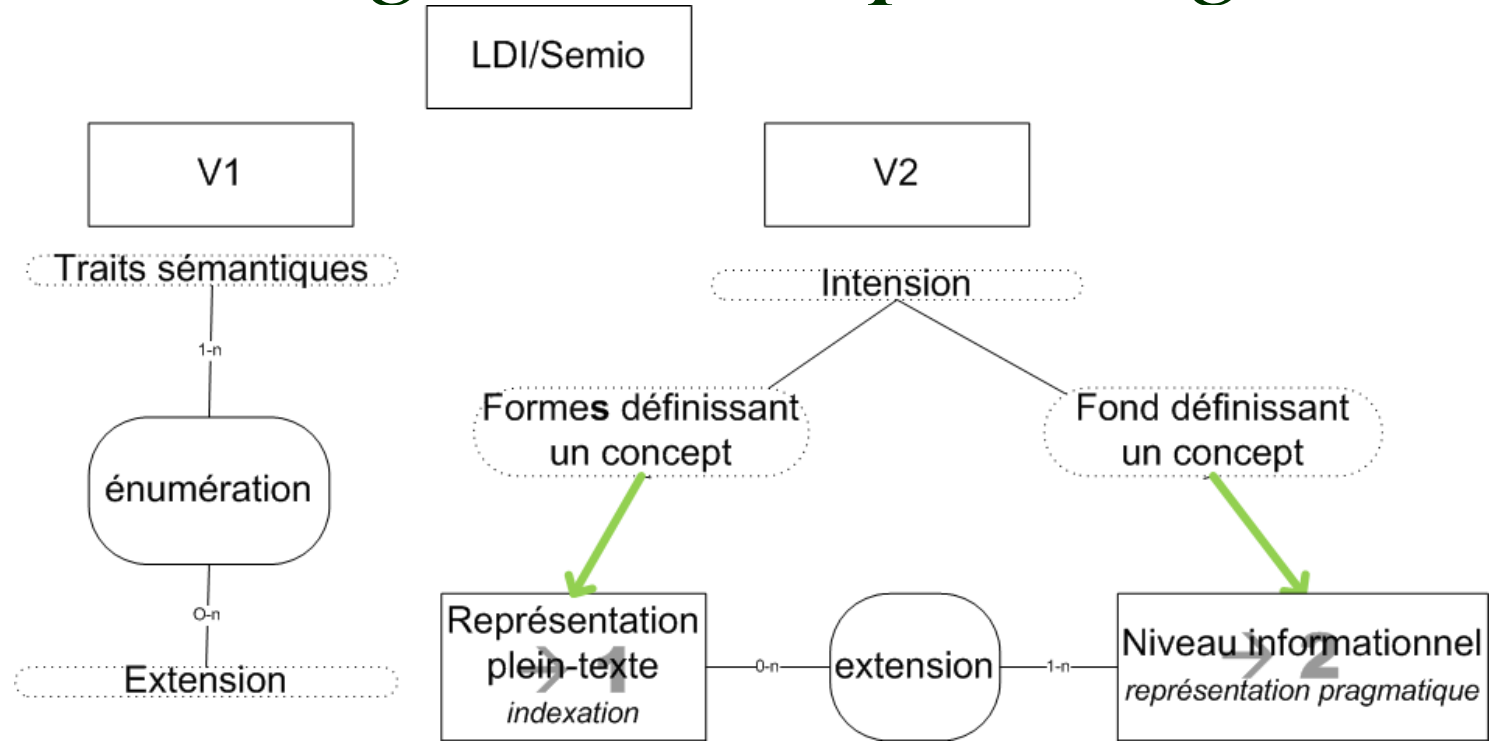 LDI/Semio
V1
V2
Traits sémantiques
Intension
1-n
Formes définissant
un concept
Fond définissant
un concept
énumération
O-n
Extension
Représentation
plein-texte
→ 1
indexation
0-n
extension
1-n
Niveau informationnel
→ 2
représentation pragmatique